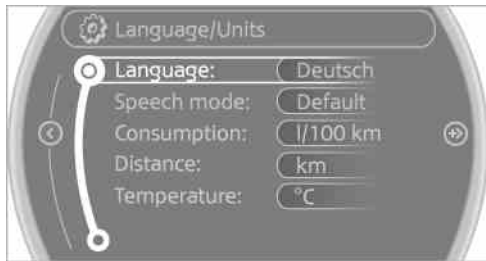 Language/Units
Language: Deutsch
Speech mode: Default
Consumption: l/100 km
Distance: km
Temperature: °C